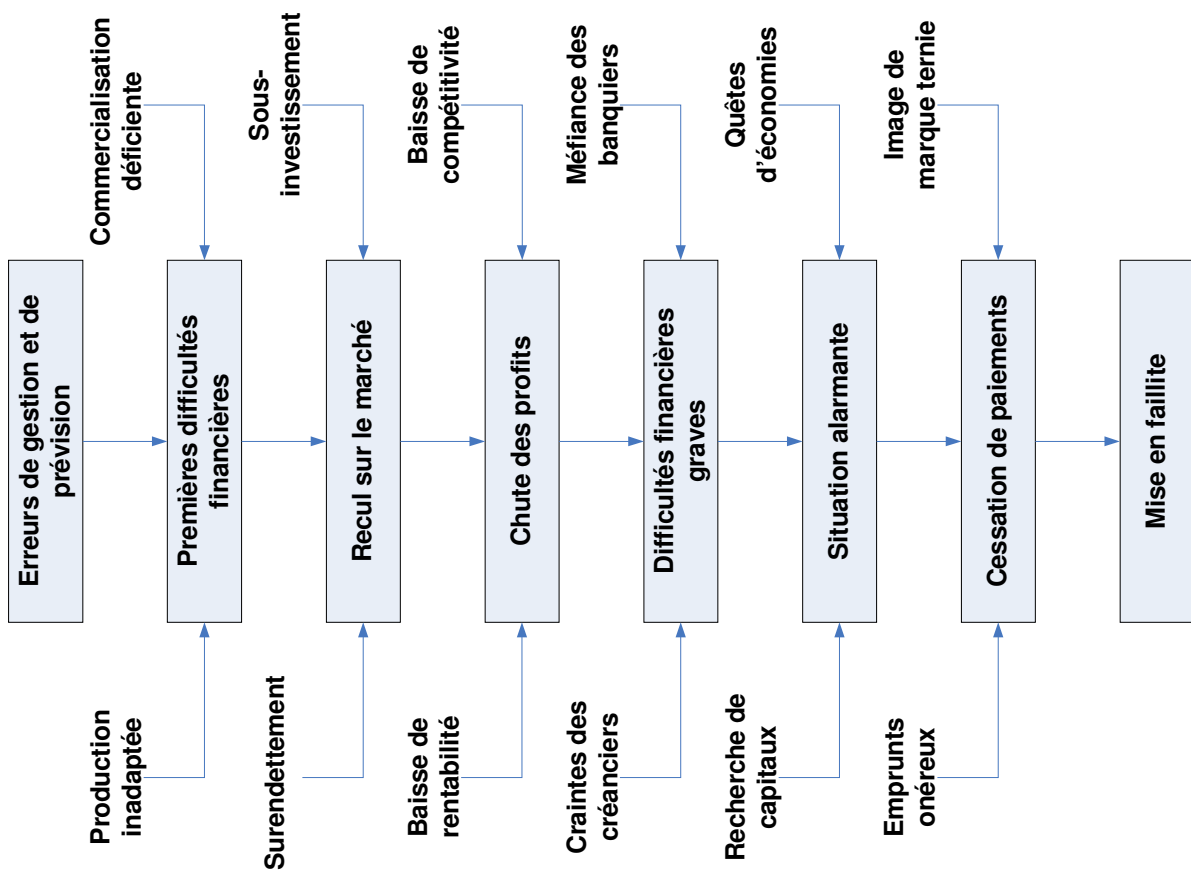 Erreurs de gestion et de
prévision
Production
inadaptée
Premières difficultés
financières
Commercialisation
déficiente
Surendettement
Recul sur le marché
Sous-
investissement
Baisse de
rentabilité
Chute des profits
Baisse de
compétitivité
Craintes des
créanciers
Difficultés financières
graves
Méfiance des
banquiers
Recherche de
capitaux
Situation alarmante
Quêtes
d'économies
Emprunts
onéreux
Cessation de paiements
Image de
marque ternie
Mise en faillite